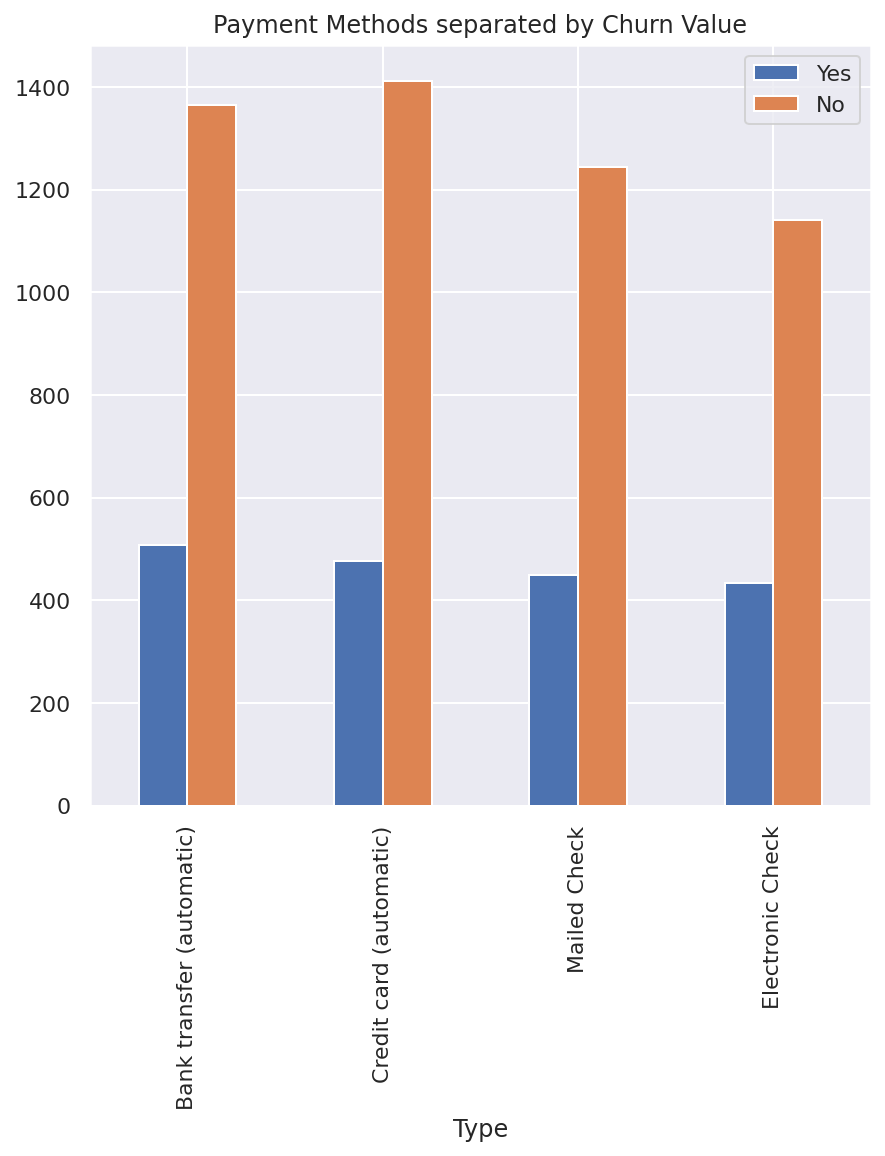 Payment Methods separated by Churn Value
Yes
No
1400
1200
1000
800
600
400
200
0
Bank transfer (automatic)
Credit card (automatic)
Mailed Check
Electronic Check
Type